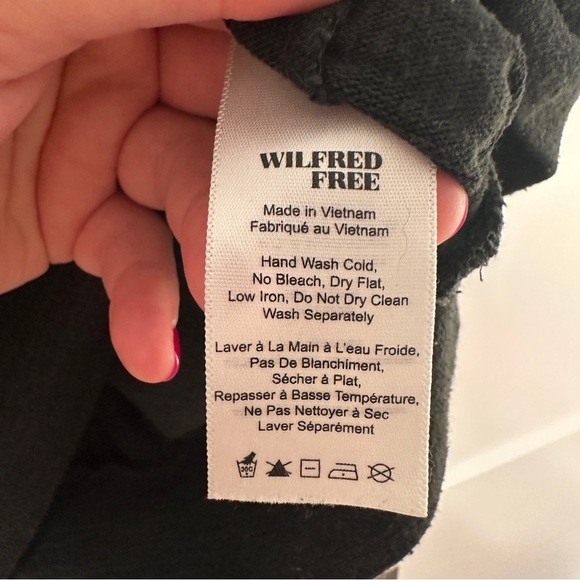 WILFRED
FREE
Made in Vietnam
Fabriqué au Vietnam
Hand Wash Cold,
No Bleach, Dry Flat,
Low Iron, Do Not Dry Clean
Wash Separately
Laver à La Main à L'eau Froide,
Pas De Blanchiment,
Sécher à Plat,
Repasser à Basse Température,
Ne Pas Nettoyer à Sec
Laver Séparément
30C